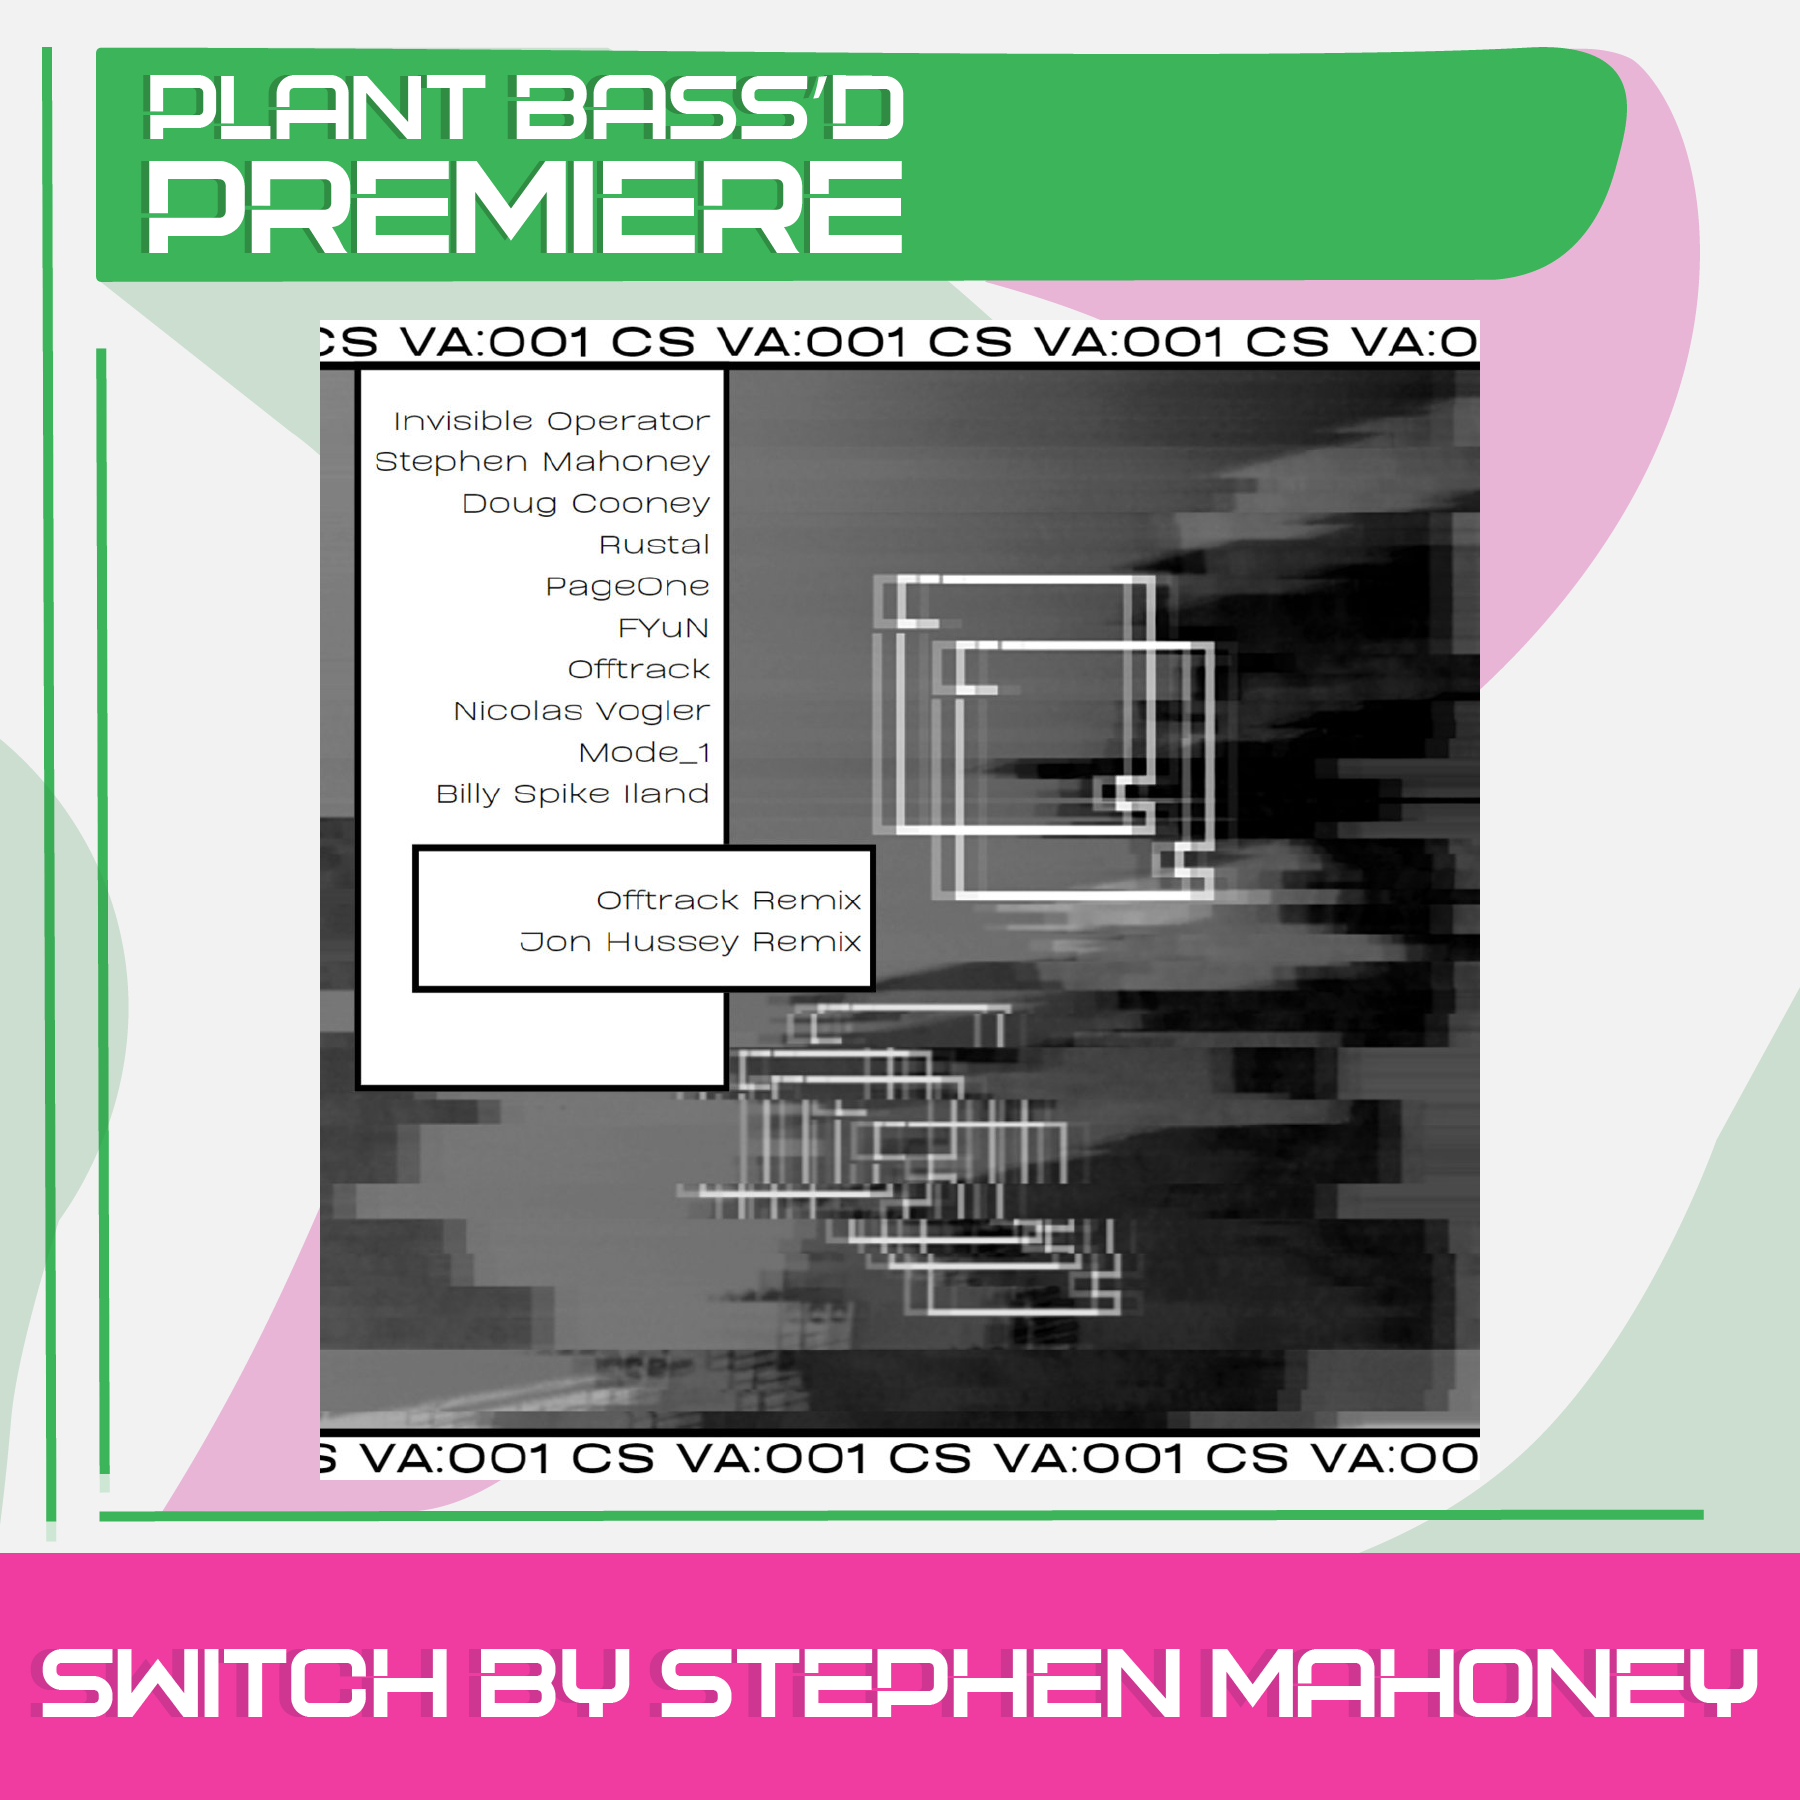 PLANT BASS'D
PREMIERE
CS VA:001 CS VA:001 CS VA:001 CS VA:0
Invisible Operator
Stephen Mahoney
Doug Cooney
Rustal
PageOne
FYuN
Offtrack
Nicolas Vogler
Mode_1
Billy Spike Iland
Offtrack Remix
Jon Hussey Remix
S VA:001 CS VA:001 CS VA:001 CS VA:00
SWITCH BY STEPHEN MAHONEY